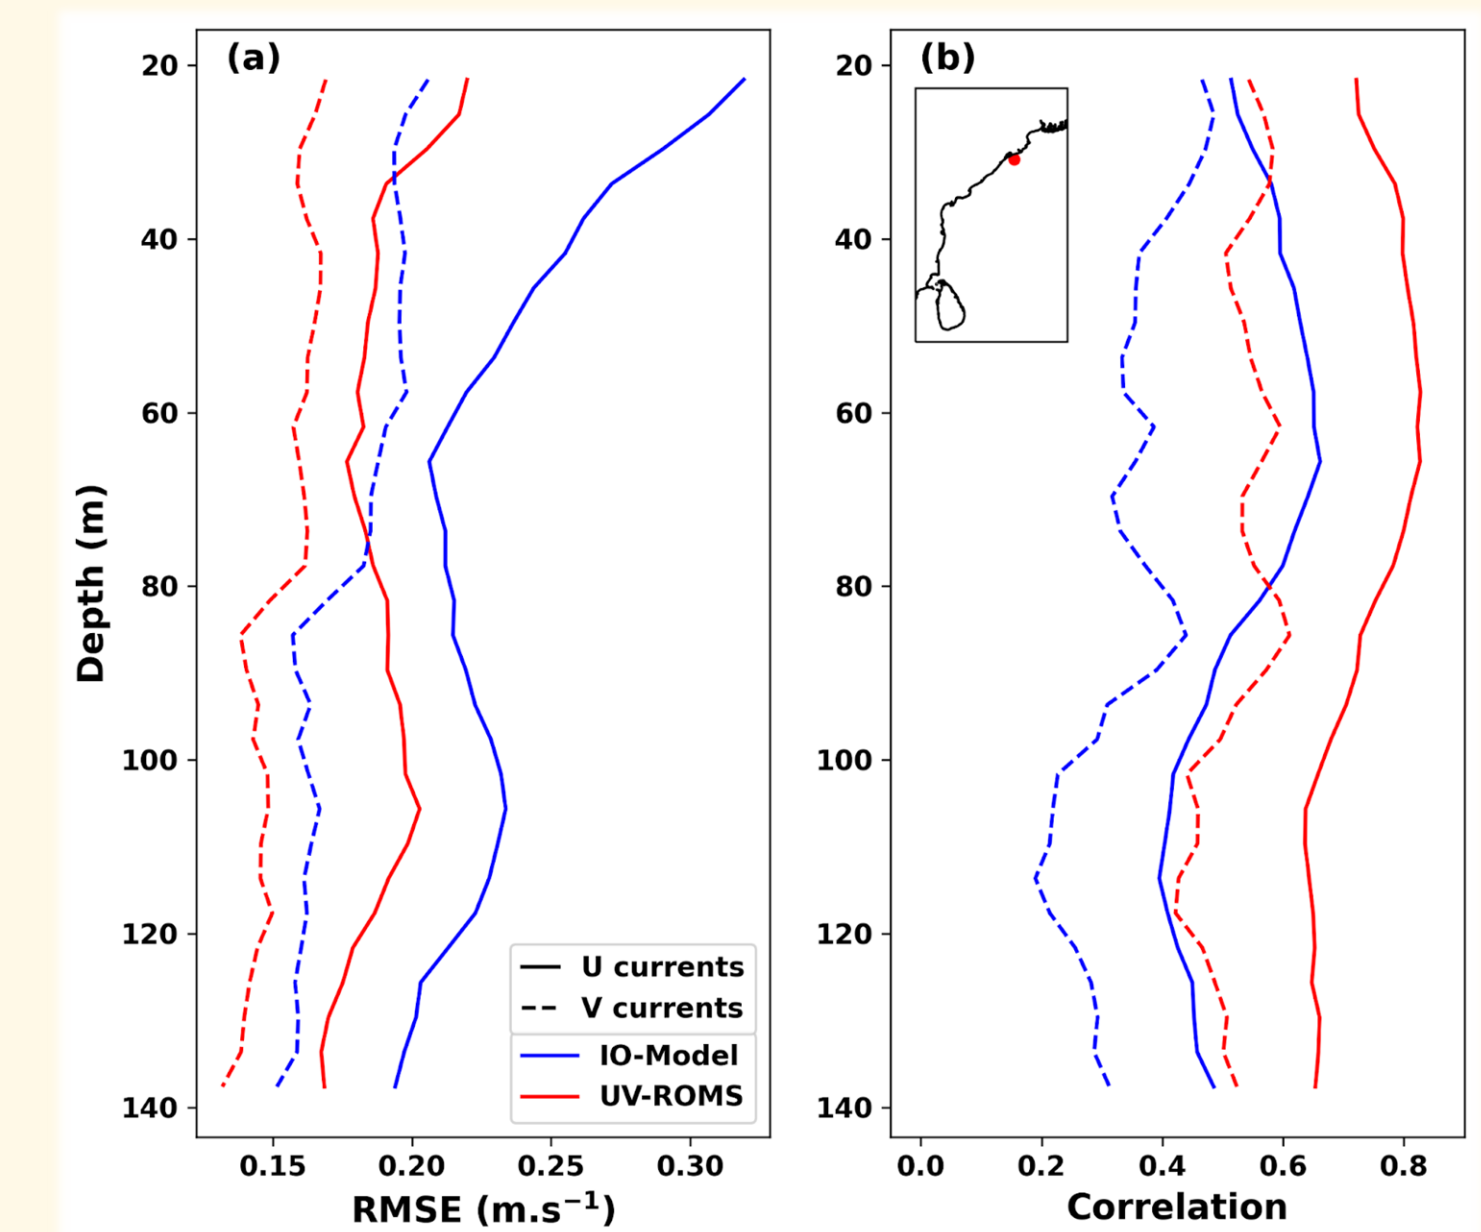 (a)
20
40
60
80
100
120
140
Depth (m)
U currents
V currents
IO-Model
UV-ROMS
0.15 0.20 0.25 0.30
RMSE (m.s⁻¹)
(b)
20
40
60
80
100
120
140
0.0 0.2 0.4 0.6 0.8
Correlation